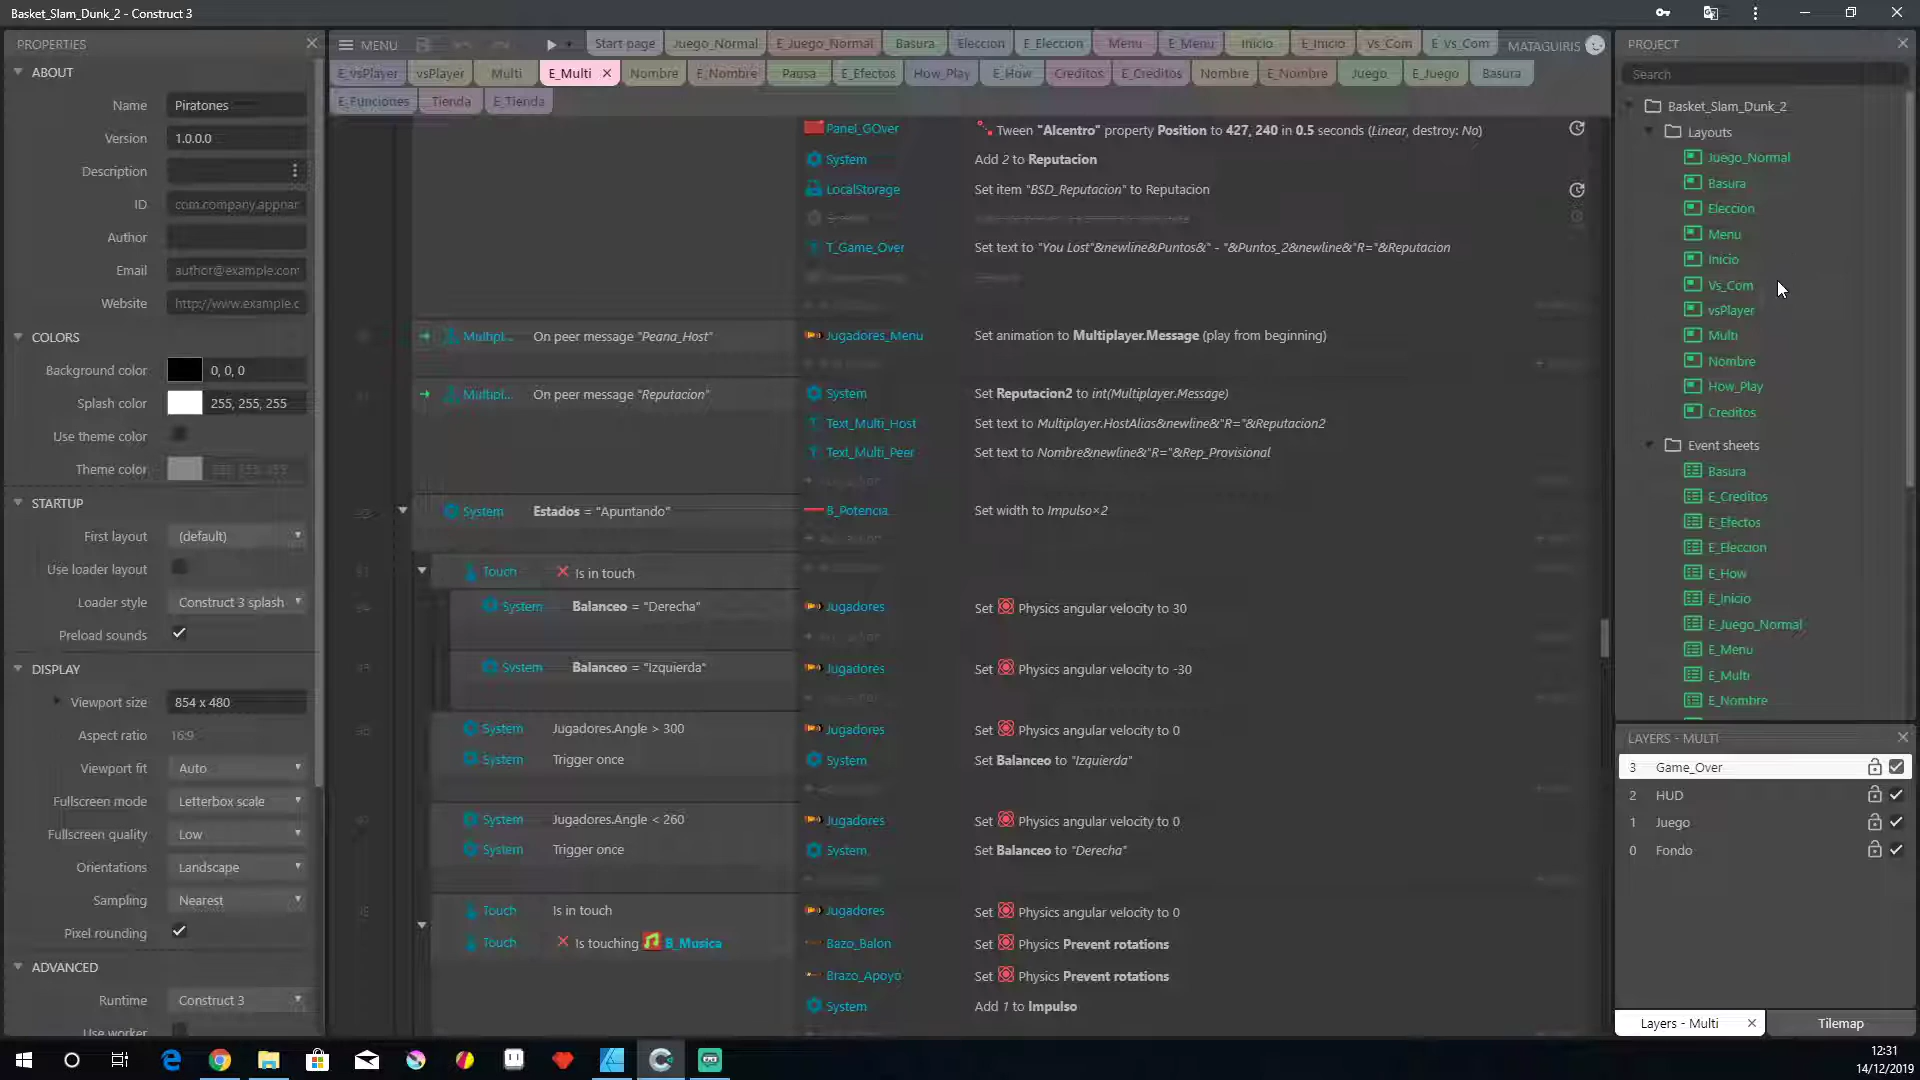 Basket_Slam_Dunk_2 - Construct 3
PROPERTIES
ABOUT
Name Piratones
Version 1.0.0.0
Description
ID com.company.appnar
Author
Email author@example.com
Website http://www.example.c
COLORS
Background color 0, 0, 0
Splash color 255, 255, 255
Use theme color
Theme color 255, 255, 255
STARTUP
First layout (default)
Use loader layout
Loader style Construct 3 splash
Preload sounds
DISPLAY
Viewport size 854 x 480
Aspect ratio 16:9
Viewport fit Auto
Fullscreen mode Letterbox scale
Fullscreen quality Low
Orientations Landscape
Sampling Nearest
Pixel rounding
ADVANCED
Runtime Construct 3
Use worker
MENU
Start page Juego_Normal E_Juego_Normal Basura Eleccion E_Eleccion Menu E_Menu Inicio E_Inicio Vs_Com E_Vs_Com MATAGUIRIS
E_vsPlayer vsPlayer Multi E_Multi Nombre E_Nombre Pausa E_Efectos How_Play E_How Creditos E_Creditos Nombre E_Nombre Juego E_Juego Basura
E_Funciones Tienda E_Tienda
Panel_GOver Tween "Alcentro" property Position to 427, 240 in 0.5 seconds (Linear, destroy: No)
System Add 2 to Reputacion
LocalStorage Set item "BSD_Reputacion" to Reputacion
T_Game_Over Set text to "You Lost"&newline&Puntos&" - "&Puntos_2&newline&"R="&Reputacion
Multipl... On peer message "Peana_Host" Jugadores_Menu Set animation to Multiplayer.Message (play from beginning)
Multipl... On peer message "Reputacion" System Set Reputacion2 to int(Multiplayer.Message)
Text_Multi_Host Set text to Multiplayer.HostAlias&newline&"R="&Reputacion2
Text_Multi_Peer Set text to Nombre&newline&"R="&Rep_Provisional
System Estados = "Apuntando" B_Potencia Set width to Impulso×2
Touch Is in touch
System Balanceo = "Derecha" Jugadores Set Physics angular velocity to 30
System Balanceo = "Izquierda" Jugadores Set Physics angular velocity to -30
System Jugadores.Angle > 300 Jugadores Set Physics angular velocity to 0
System Trigger once System Set Balanceo to "Izquierda"
System Jugadores.Angle < 260 Jugadores Set Physics angular velocity to 0
System Trigger once System Set Balanceo to "Derecha"
Touch Is in touch Jugadores Set Physics angular velocity to 0
Touch Is touching B_Musica Bazo_Balon Set Physics Prevent rotations
Brazo_Apoyo Set Physics Prevent rotations
System Add 1 to Impulso
PROJECT
Search
Basket_Slam_Dunk_2
Layouts
Juego_Normal
Basura
Eleccion
Menu
Inicio
Vs_Com
vsPlayer
Multi
Nombre
How_Play
Creditos
Event sheets
Basura
E_Creditos
E_Efectos
E_Eleccion
E_How
E_Inicio
E_Juego_Normal
E_Menu
E_Multi
E_Nombre
LAYERS - MULTI
3 Game_Over
2 HUD
1 Juego
0 Fondo
Layers - Multi Tilemap
12:31
14/12/2019